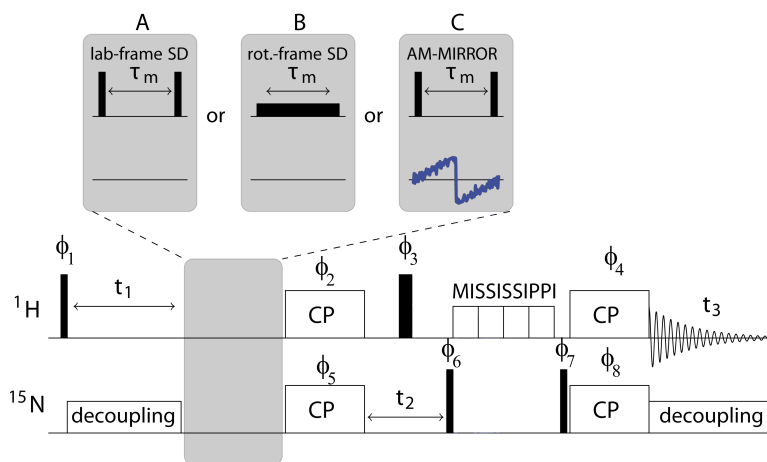 A
B
C
lab-frame SD
rot.-frame SD
AM-MIRROR
τm
τm
τm
or
or
ϕ1
ϕ3
ϕ2
ϕ4
t1
MISSISSIPPI
t3
1H
CP
CP
ϕ6
ϕ7
ϕ5
ϕ8
15N
decoupling
CP
t2
CP
decoupling